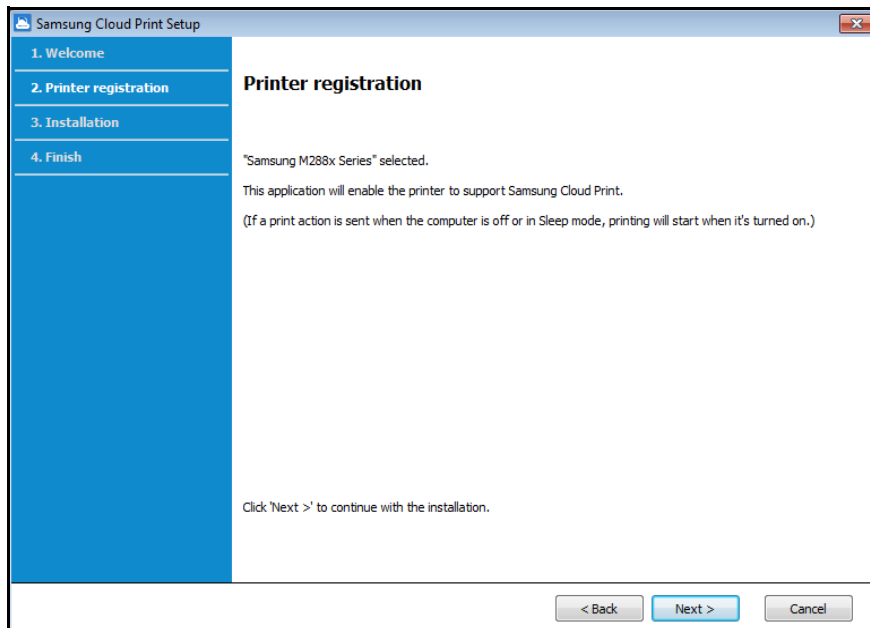 Samsung Cloud Print Setup
1. Welcome
2. Printer registration
3. Installation
4. Finish
Printer registration
"Samsung M288x Series" selected.
This application will enable the printer to support Samsung Cloud Print.
(If a print action is sent when the computer is off or in Sleep mode, printing will start when it's turned on.)
Click 'Next >' to continue with the installation.
< Back
Next >
Cancel